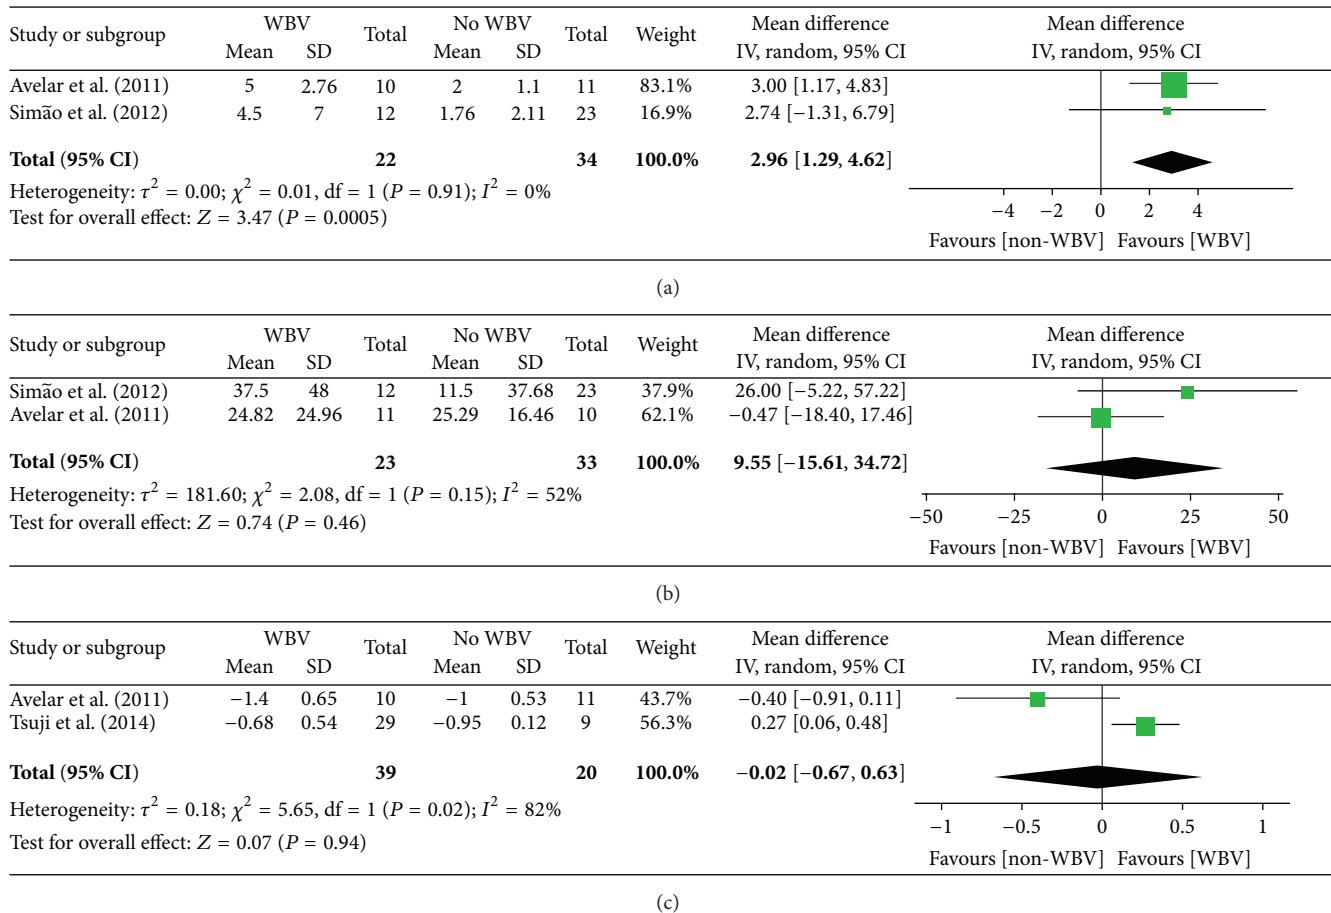 Study or subgroup WBV Total No WBV Total Weight Mean difference Mean difference
Mean SD Mean SD IV, random, 95% CI IV, random, 95% CI
Avelar et al. (2011) 5 2.76 10 2 1.1 11 83.1% 3.00 [1.17, 4.83]
Simão et al. (2012) 4.5 7 12 1.76 2.11 23 16.9% 2.74 [−1.31, 6.79]
Total (95% CI) 22 34 100.0% 2.96 [1.29, 4.62]
Heterogeneity: τ² = 0.00; χ² = 0.01, df = 1 (P = 0.91); I² = 0%
Test for overall effect: Z = 3.47 (P = 0.0005)
−4 −2 0 2 4
Favours [non-WBV] Favours [WBV]
(a)
Study or subgroup WBV Total No WBV Total Weight Mean difference Mean difference
Mean SD Mean SD IV, random, 95% CI IV, random, 95% CI
Simão et al. (2012) 37.5 48 12 11.5 37.68 23 37.9% 26.00 [−5.22, 57.22]
Avelar et al. (2011) 24.82 24.96 11 25.29 16.46 10 62.1% −0.47 [−18.40, 17.46]
Total (95% CI) 23 33 100.0% 9.55 [−15.61, 34.72]
Heterogeneity: τ² = 181.60; χ² = 2.08, df = 1 (P = 0.15); I² = 52%
Test for overall effect: Z = 0.74 (P = 0.46)
−50 −25 0 25 50
Favours [non-WBV] Favours [WBV]
(b)
Study or subgroup WBV Total No WBV Total Weight Mean difference Mean difference
Mean SD Mean SD IV, random, 95% CI IV, random, 95% CI
Avelar et al. (2011) −1.4 0.65 10 −1 0.53 11 43.7% −0.40 [−0.91, 0.11]
Tsuji et al. (2014) −0.68 0.54 29 −0.95 0.12 9 56.3% 0.27 [0.06, 0.48]
Total (95% CI) 39 20 100.0% −0.02 [−0.67, 0.63]
Heterogeneity: τ² = 0.18; χ² = 5.65, df = 1 (P = 0.02); I² = 82%
Test for overall effect: Z = 0.07 (P = 0.94)
−1 −0.5 0 0.5 1
Favours [non-WBV] Favours [WBV]
(c)